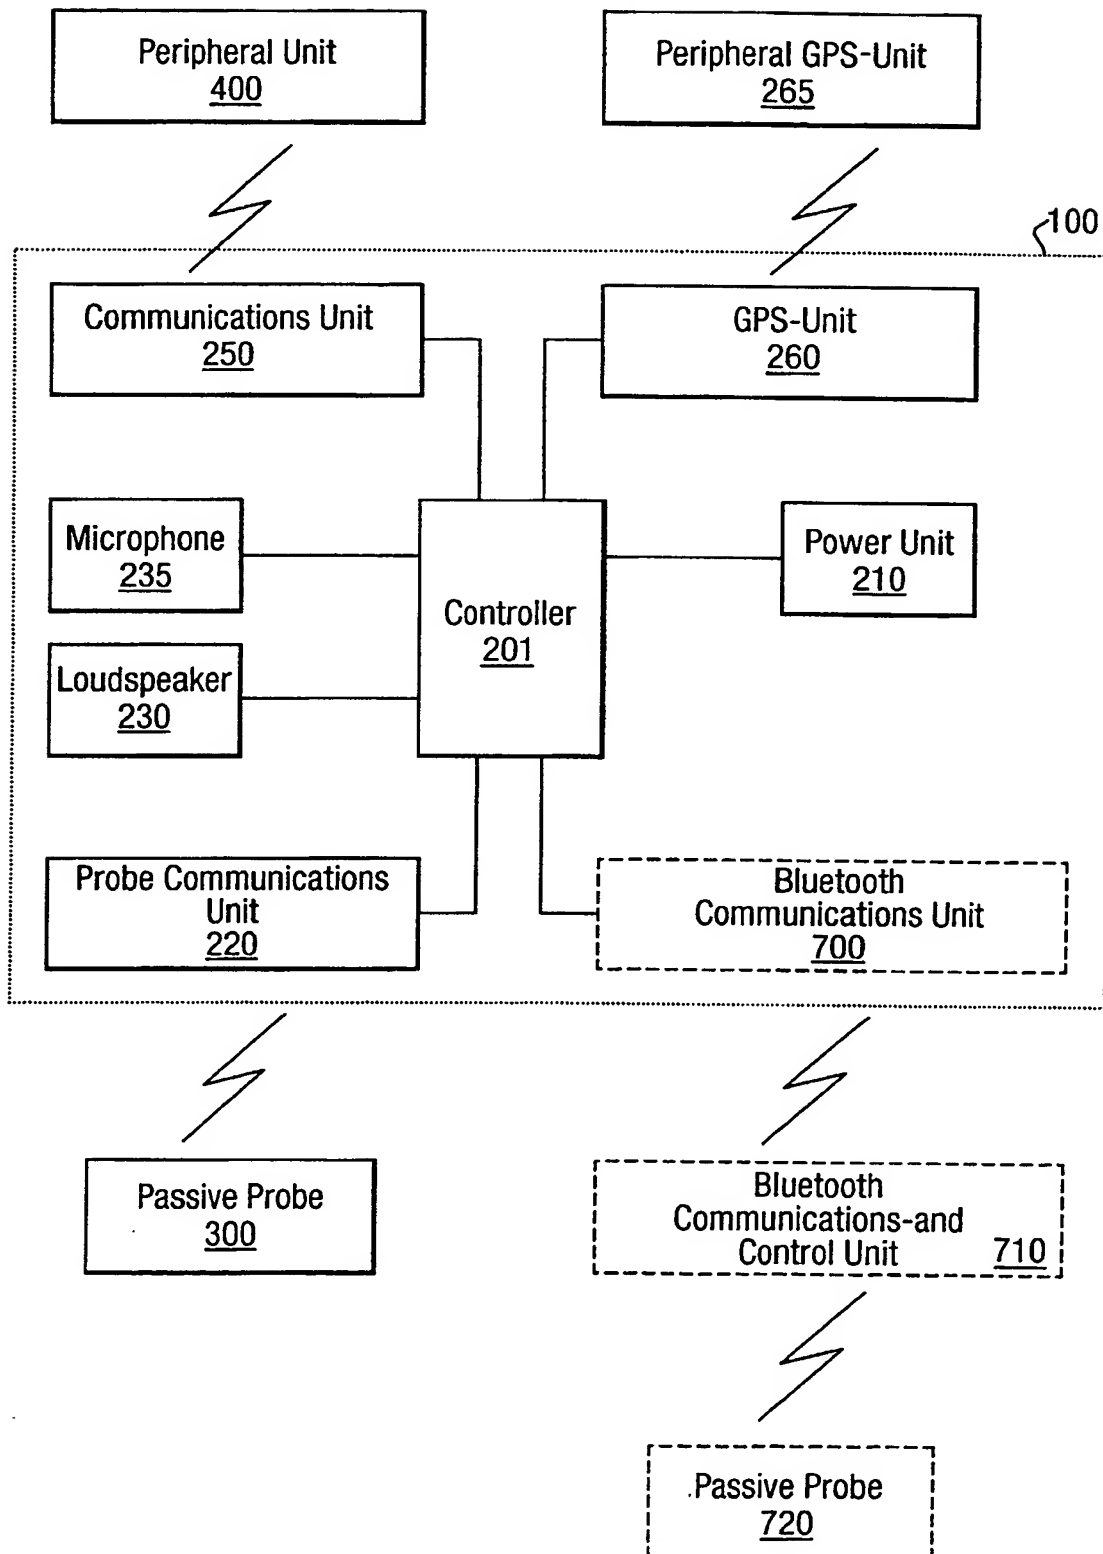 Peripheral Unit
400
Peripheral GPS-Unit
265
100
Communications Unit
250
GPS-Unit
260
Microphone
235
Power Unit
210
Controller
201
Loudspeaker
230
Probe Communications
Unit
220
Bluetooth
Communications Unit
700
Passive Probe
300
Bluetooth
Communications-and
Control Unit
710
Passive Probe
720